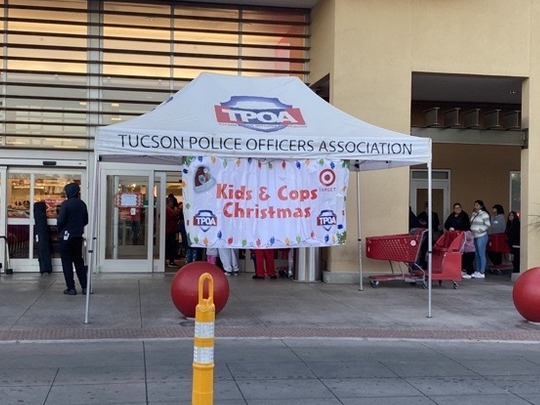 TPOA
TUCSON POLICE OFFICERS ASSOCIATION
Kids & Cops
TARGET
Christmas
TPOA
TPOA